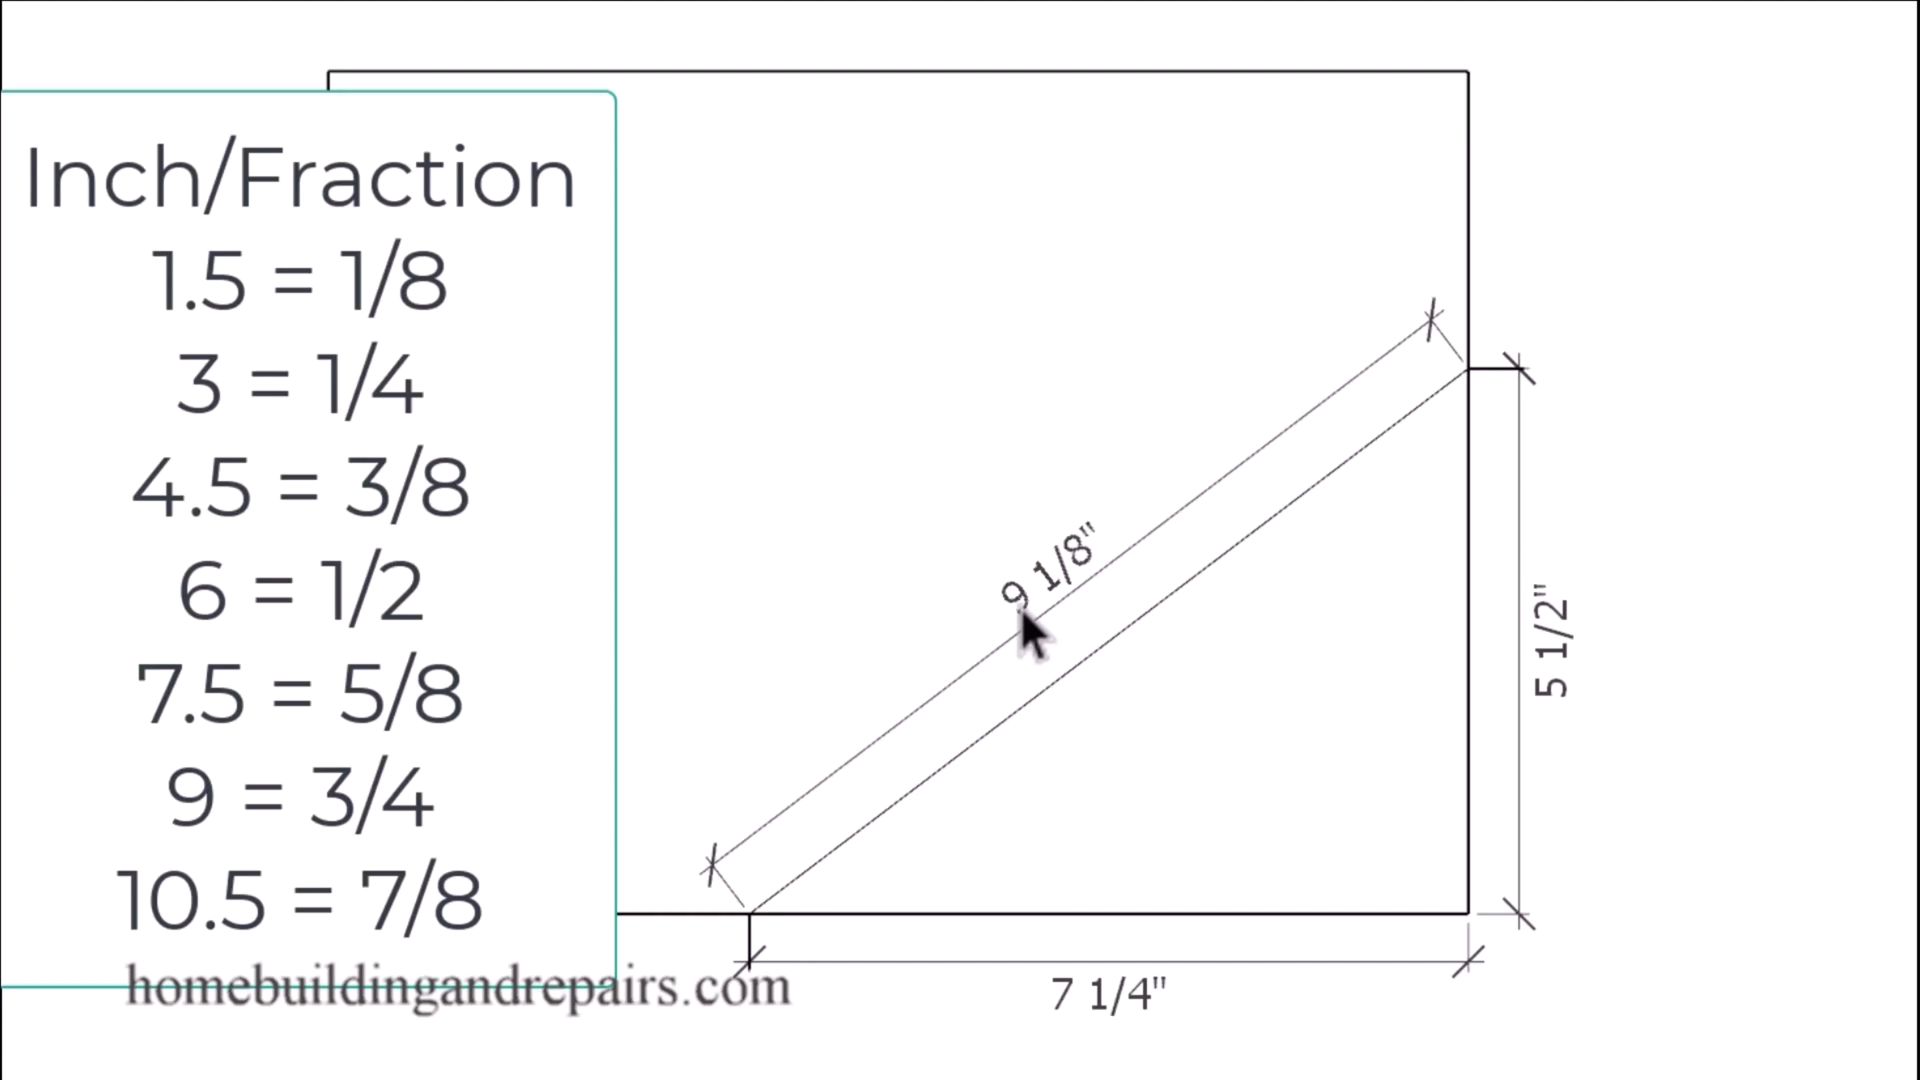 Inch/Fraction
1.5 = 1/8
3 = 1/4
4.5 = 3/8
6 = 1/2
7.5 = 5/8
9 = 3/4
10.5 = 7/8
homebuildingandrepairs.com
9 1/8"
5 1/2"
7 1/4"